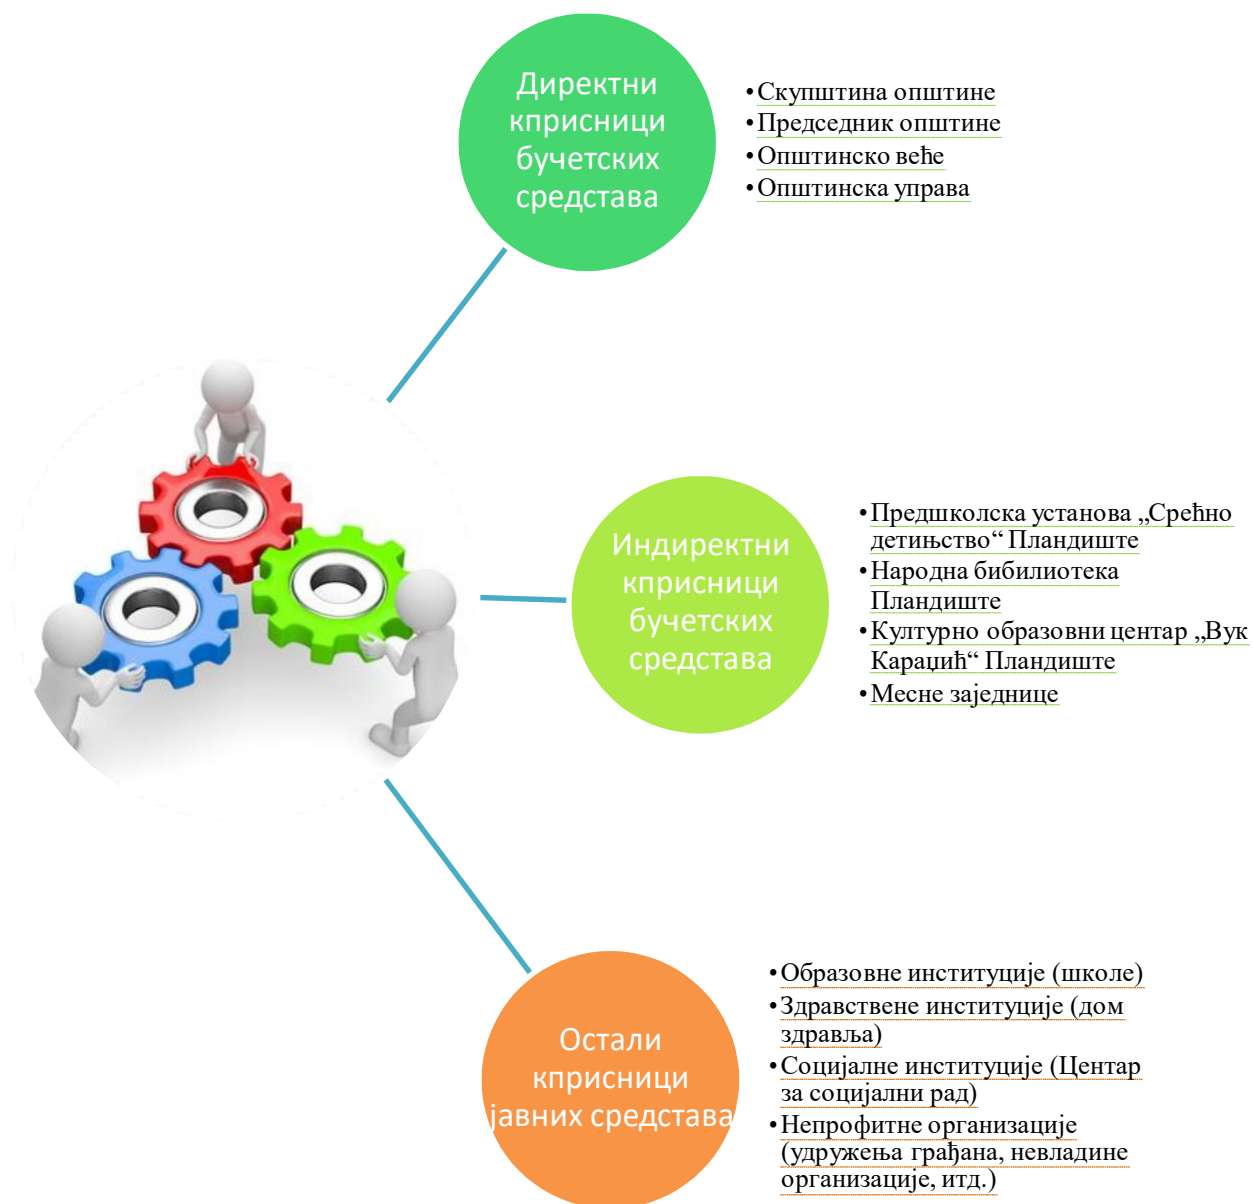 Директни
кприсници
бучетских
средстава
•Скупштина општине
•Председник општине
•Општинско веће
•Општинска управа
Индиректни
кприсници
бучетских
средстава
•Предшколска установа „Срећно
детињство“ Пландиште
•Народна бибилиотека
Пландиште
•Културно образовни центар „Вук
Караџић“ Пландиште
•Месне заједнице
Остали
кприсници
јавних средстава
•Образовне институције (школе)
•Здравствене институције (дом
здравља)
•Социјалне институције (Центар
за социјални рад)
•Непрофитне организације
(удружења грађана, невладине
организације, итд.)